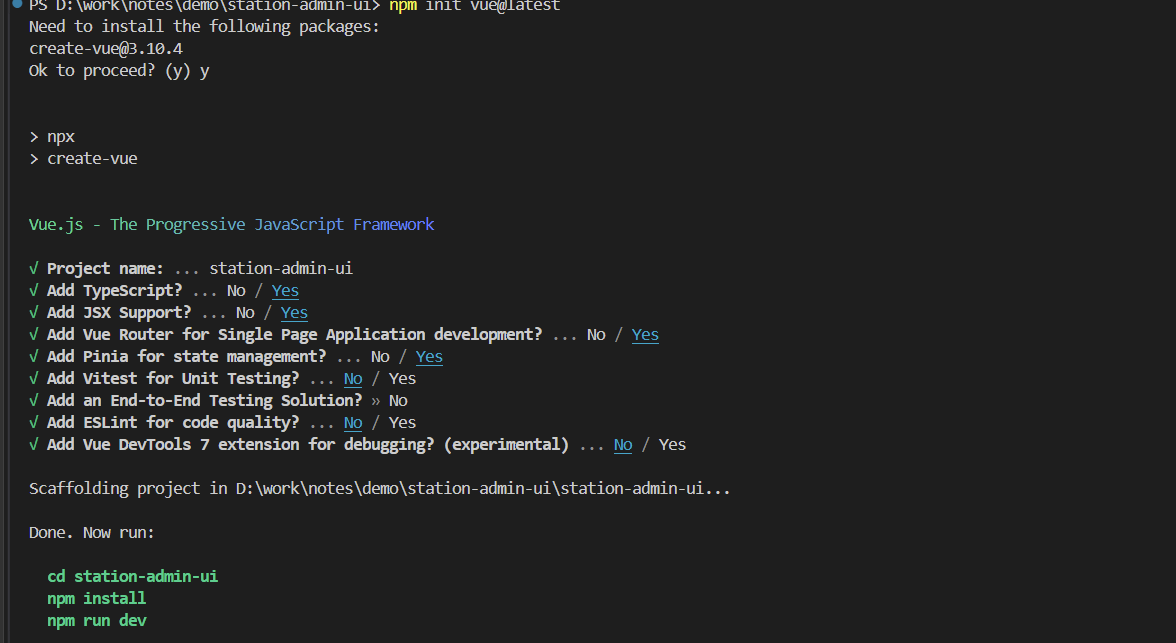 PS D:\work\notes\demo\station-admin-ui> npm init vue@latest
Need to install the following packages:
create-vue@3.10.4
Ok to proceed? (y) y
> npx
> create-vue
Vue.js - The Progressive JavaScript Framework
√ Project name: ... station-admin-ui
√ Add TypeScript? ... No / Yes
√ Add JSX Support? ... No / Yes
√ Add Vue Router for Single Page Application development? ... No / Yes
√ Add Pinia for state management? ... No / Yes
√ Add Vitest for Unit Testing? ... No / Yes
√ Add an End-to-End Testing Solution? » No
√ Add ESLint for code quality? ... No / Yes
√ Add Vue DevTools 7 extension for debugging? (experimental) ... No / Yes
Scaffolding project in D:\work\notes\demo\station-admin-ui\station-admin-ui...
Done. Now run:
cd station-admin-ui
npm install
npm run dev